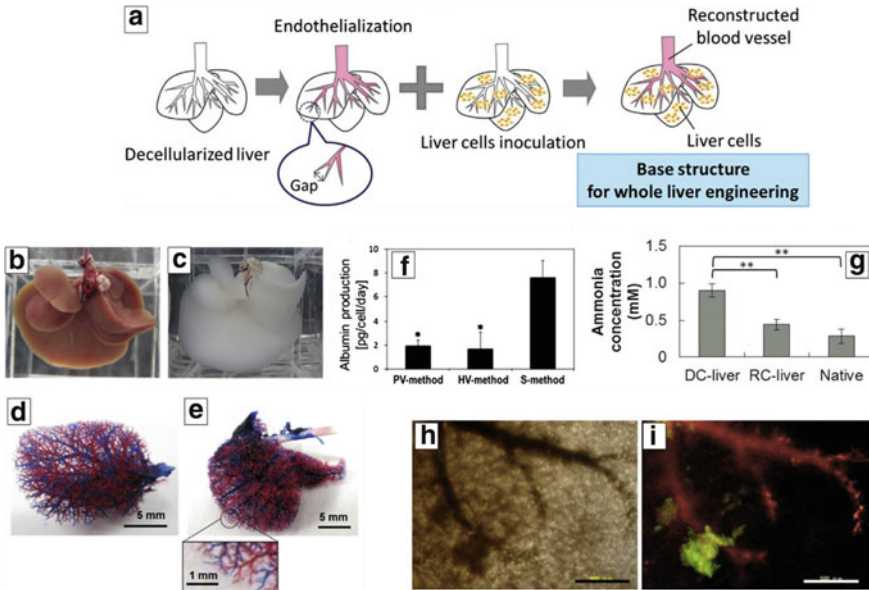 a
Endothelialization
Reconstructed
blood vessel
Decellularized liver
Gap
Liver cells inoculation
Liver cells
Base structure
for whole liver engineering
b
c
f
Albumin production
[pg/cell/day]
10
8
6
4
2
0
*
*
PV-method
HV-method
S-method
g
Ammonia
concentration
(mM)
1.5
1.0
0.5
0
**
**
DC-liver
RC-liver
Native
d
5 mm
e
5 mm
1 mm
h
i